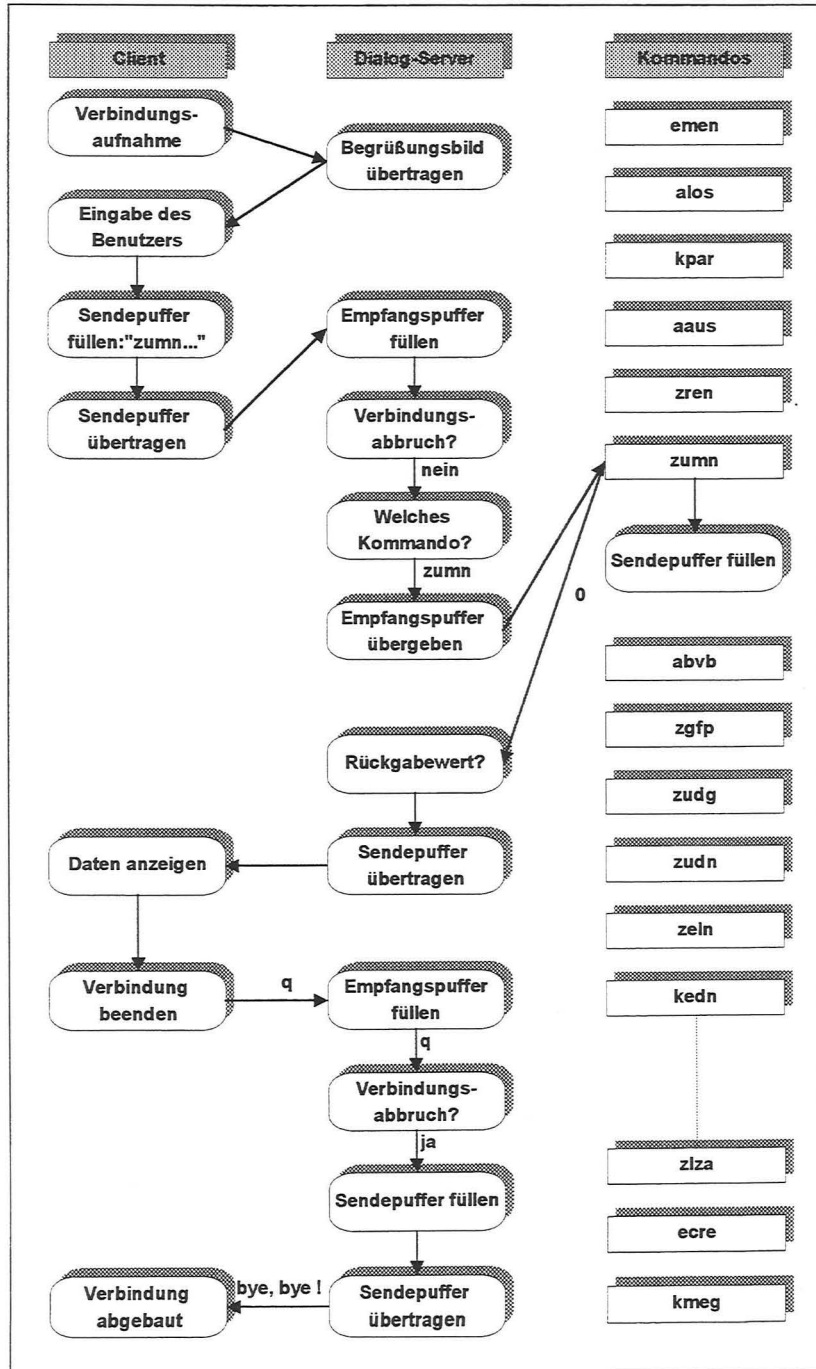 Client
Dialog-Server
Kommandos
Verbindungs-
aufnahme
Begrüßungsbild
übertragen
Eingabe des
Benutzers
Sendepuffer
füllen:"zumn..."
Sendepuffer
übertragen
Empfangspuffer
füllen
Verbindungs-
abbruch?
nein
Welches
Kommando?
zumn
Empfangspuffer
übergeben
Rückgabewert?
Sendepuffer
übertragen
Daten anzeigen
Verbindung
beenden
q
Empfangspuffer
füllen
q
Verbindungs-
abbruch?
ja
Sendepuffer füllen
Sendepuffer
übertragen
bye, bye !
Verbindung
abgebaut
emen
alos
kpar
aaus
zren
zumn
Sendepuffer füllen
0
abvb
zgfp
zudg
zudn
zeln
kedn
zlza
ecre
kmeg